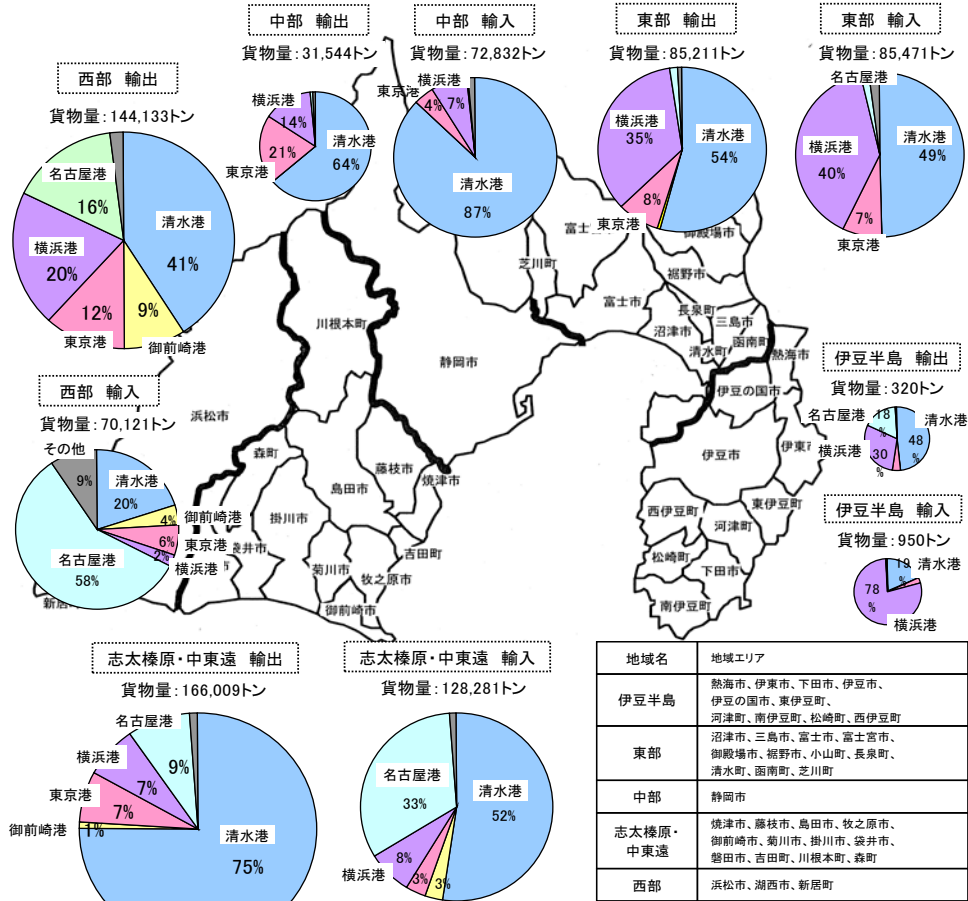 中部 輸出
貨物量：31,544トン
横浜港
14%
21%
東京港
清水港
64%
中部 輸入
貨物量：72,832トン
横浜港
東京港
4%
7%
清水港
87%
東部 輸出
貨物量：85,211トン
横浜港
35%
清水港
54%
8%
東京港
東部 輸入
貨物量：85,471トン
名古屋港
横浜港
40%
清水港
49%
7%
東京港
西部 輸出
貨物量：144,133トン
名古屋港
16%
清水港
41%
横浜港
20%
12%
9%
東京港
御前崎港
西部 輸入
貨物量：70,121トン
その他
9%
清水港
20%
4%
御前崎港
6%
東京港
2%
横浜港
名古屋港
58%
伊豆半島 輸出
貨物量：320トン
名古屋港
18
%
清水港
48
%
横浜港
30
%
伊豆半島 輸入
貨物量：950トン
19
%
清水港
78
%
横浜港
御殿場市
芝川町
裾野市
富士市
長泉町
沼津市
三島市
函南町
清水町
熱海市
川根本町
静岡市
伊豆の国市
浜松市
森町
藤枝市
焼津市
伊豆市
島田市
掛川市
西伊豆町
東伊豆町
河津町
吉田町
松崎町
菊川市
牧之原市
下田市
御前崎市
南伊豆町
志太榛原・中東遠 輸出
貨物量：166,009トン
名古屋港
9%
横浜港
7%
東京港
7%
御前崎港
1%
清水港
75%
志太榛原・中東遠 輸入
貨物量：128,281トン
名古屋港
33%
清水港
52%
横浜港
8%
3%
3%
地域名 地域エリア
伊豆半島 熱海市、伊東市、下田市、伊豆市、
伊豆の国市、東伊豆町、
河津町、南伊豆町、松崎町、西伊豆町
東部 沼津市、三島市、富士市、富士宮市、
御殿場市、裾野市、小山町、長泉町、
清水町、函南町、芝川町
中部 静岡市
志太榛原・
中東遠
焼津市、藤枝市、島田市、牧之原市、
御前崎市、菊川市、掛川市、袋井市、
磐田市、吉田町、川根本町、森町
西部 浜松市、湖西市、新居町